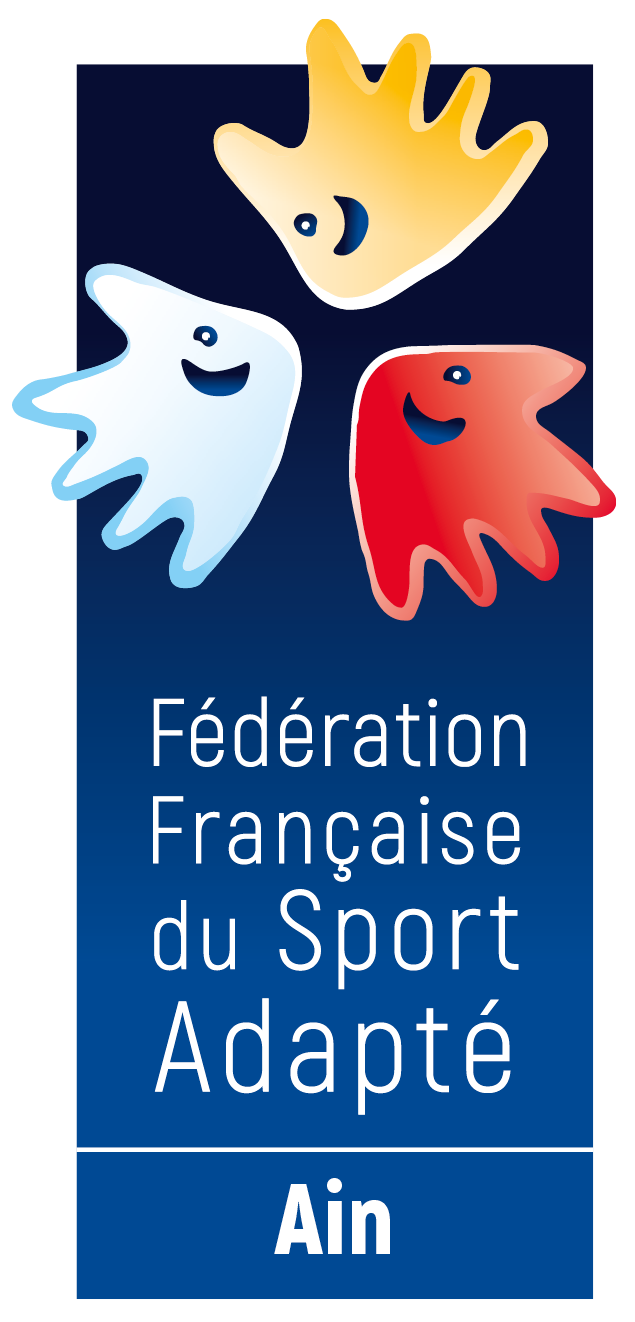 Fédération
Française
du Sport
Adapté
Ain